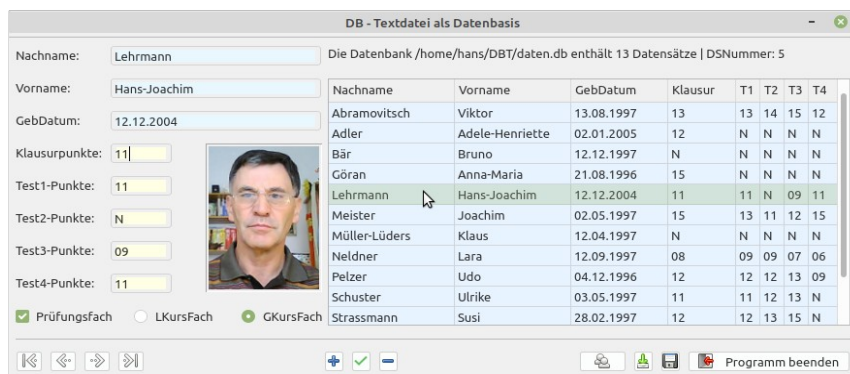 DB - Textdatei als Datenbasis
Nachname: Lehrmann
Vorname: Hans-Joachim
GebDatum: 12.12.2004
Klausurpunkte: 11
Test1-Punkte: 11
Test2-Punkte: N
Test3-Punkte: 09
Test4-Punkte: 11
Prüfungsfach LKursFach GKursFach
Die Datenbank /home/hans/DBT/daten.db enthält 13 Datensätze | DSNummer: 5
Nachname Vorname GebDatum Klausur T1 T2 T3 T4
Abramovitsch Viktor 13.08.1997 13 13 14 15 12
Adler Adele-Henriette 02.01.2005 12 N N N N
Bär Bruno 12.12.1997 N N N N N
Göran Anna-Maria 21.08.1996 15 N N N N
Lehrmann Hans-Joachim 12.12.2004 11 11 N 09 11
Meister Joachim 02.05.1997 15 13 11 12 15
Müller-Lüders Klaus 12.04.1997 N N N N N
Neldner Lara 12.09.1997 08 09 09 07 06
Pelzer Udo 04.12.1996 12 12 12 13 09
Schuster Ulrike 03.05.1997 11 11 12 13 N
Strassmann Susi 28.02.1997 12 12 13 15 N
Programm beenden